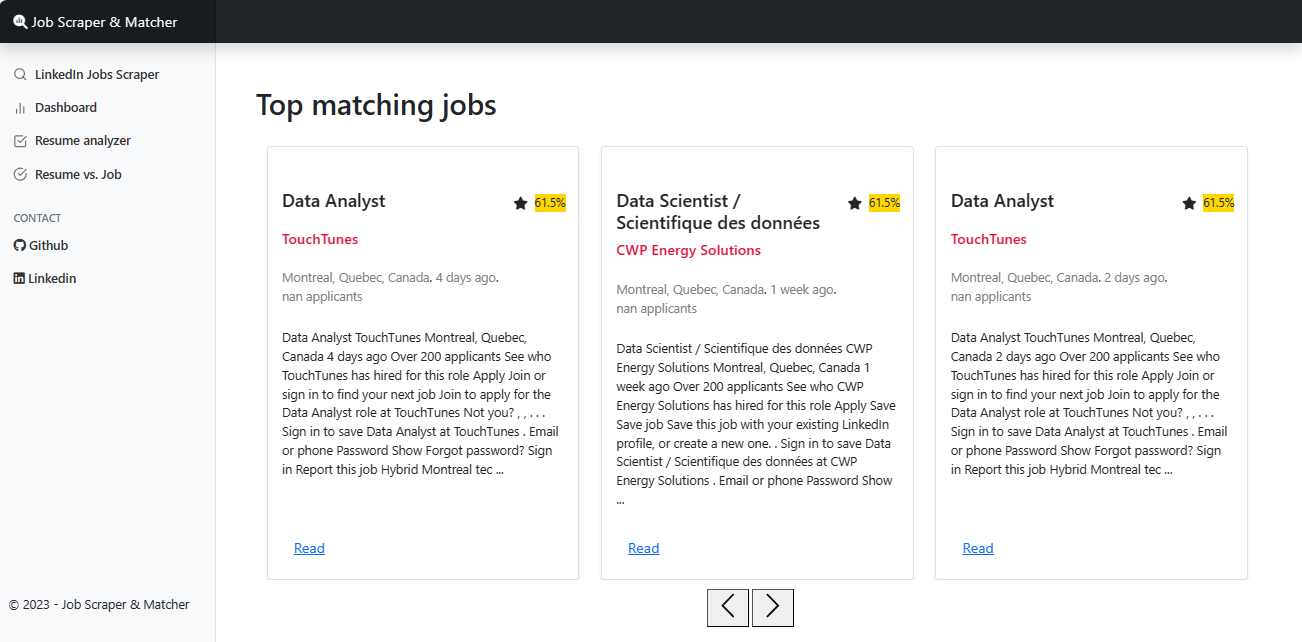 Job Scraper & Matcher
LinkedIn Jobs Scraper
Dashboard
Resume analyzer
Resume vs. Job
CONTACT
Github
Linkedin
© 2023 - Job Scraper & Matcher
Top matching jobs
Data Analyst
61.5%
TouchTunes
Montreal, Quebec, Canada. 4 days ago.
nan applicants
Data Analyst TouchTunes Montreal, Quebec,
Canada 4 days ago Over 200 applicants See who
TouchTunes has hired for this role Apply Join or
sign in to find your next job Join to apply for the
Data Analyst role at TouchTunes Not you? , , . . .
Sign in to save Data Analyst at TouchTunes . Email
or phone Password Show Forgot password? Sign
in Report this job Hybrid Montreal tec ...
Read
Data Scientist /
Scientifique des données
61.5%
CWP Energy Solutions
Montreal, Quebec, Canada. 1 week ago.
nan applicants
Data Scientist / Scientifique des données CWP
Energy Solutions Montreal, Quebec, Canada 1
week ago Over 200 applicants See who CWP
Energy Solutions has hired for this role Apply Save
Save job Save this job with your existing LinkedIn
profile, or create a new one. . Sign in to save Data
Scientist / Scientifique des données at CWP
Energy Solutions . Email or phone Password Show
...
Read
Data Analyst
61.5%
TouchTunes
Montreal, Quebec, Canada. 2 days ago.
nan applicants
Data Analyst TouchTunes Montreal, Quebec,
Canada 2 days ago Over 200 applicants See who
TouchTunes has hired for this role Apply Join or
sign in to find your next job Join to apply for the
Data Analyst role at TouchTunes Not you? , , . . .
Sign in to save Data Analyst at TouchTunes . Email
or phone Password Show Forgot password? Sign
in Report this job Hybrid Montreal tec ...
Read